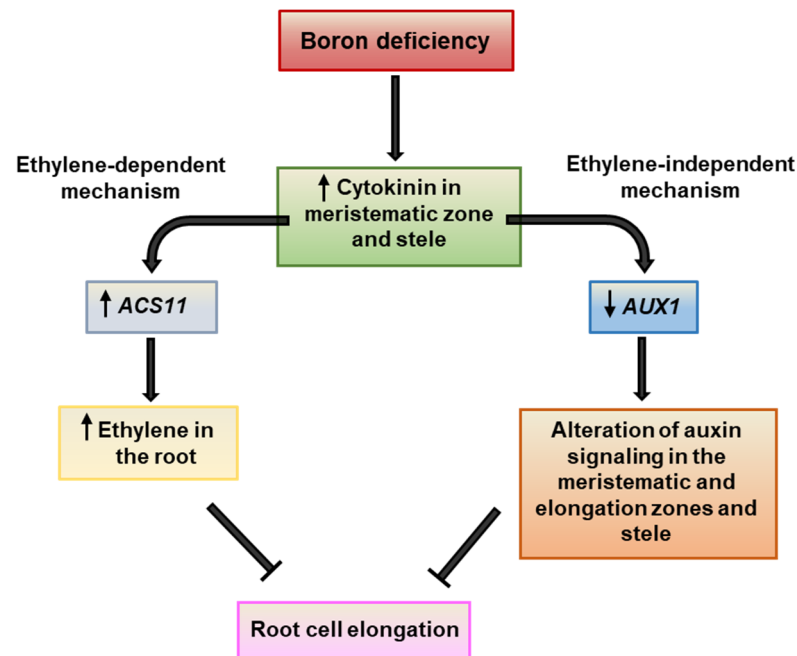 Boron deficiency
Ethylene-dependent
mechanism
Ethylene-independent
mechanism
↑ Cytokinin in
meristematic zone
and stele
↑ ACS11
↓ AUX1
↑ Ethylene in
the root
Alteration of auxin
signaling in the
meristematic and
elongation zones and
stele
Root cell elongation